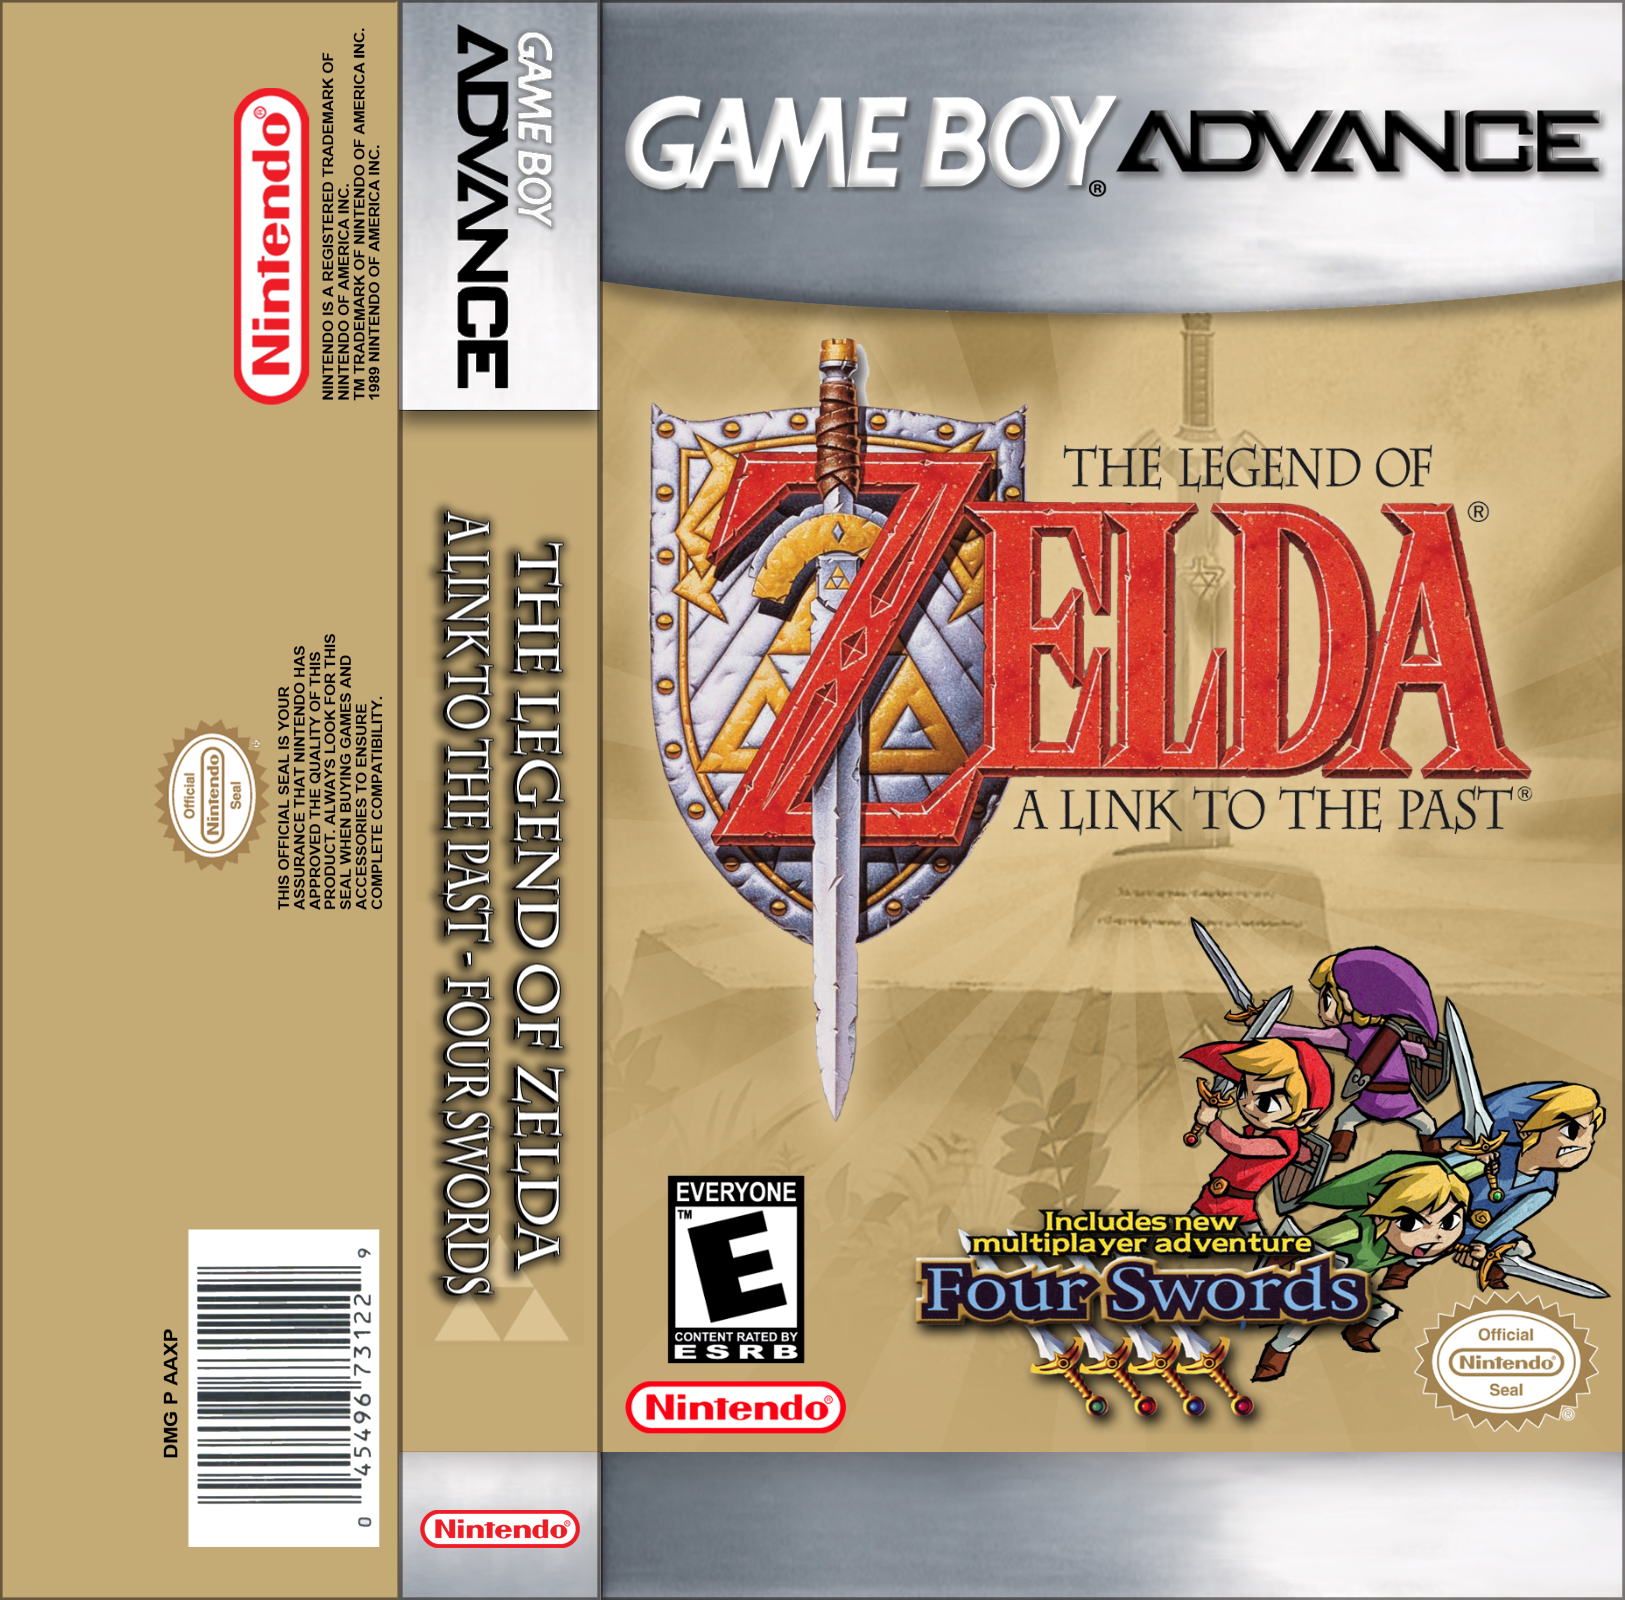 Nintendo®
NINTENDO IS A REGISTERED TRADEMARK OF
NINTENDO OF AMERICA INC.
TM TRADEMARK OF NINTENDO OF AMERICA INC.
1989 NINTENDO OF AMERICA INC.
Official
Nintendo
Seal
THIS OFFICIAL SEAL IS YOUR
ASSURANCE THAT NINTENDO HAS
APPROVED THE QUALITY OF THIS
PRODUCT. ALWAYS LOOK FOR THIS
SEAL WHEN BUYING GAMES AND
ACCESSORIES TO ENSURE
COMPLETE COMPATIBILITY.
DMG P AAXP
0 45496 73122 9
GAME BOY
ADVANCE
THE LEGEND OF ZELDA
A LINK TO THE PAST - FOUR SWORDS
Nintendo®
GAME BOY® ADVANCE
THE LEGEND OF
ZELDA®
A LINK TO THE PAST®
EVERYONE
™
E
CONTENT RATED BY
ESRB
Nintendo®
Includes new
multiplayer adventure
Four Swords
Official
Nintendo®
Seal
®